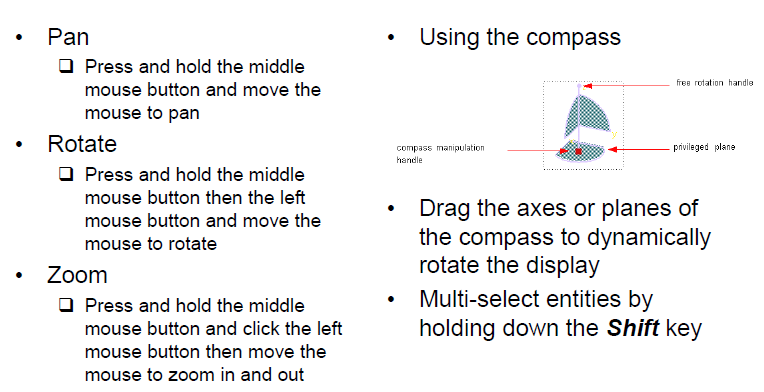 • Pan
❑ Press and hold the middle
mouse button and move the
mouse to pan
• Rotate
❑ Press and hold the middle
mouse button then the left
mouse button and move the
mouse to rotate
• Zoom
❑ Press and hold the middle
mouse button and click the left
mouse button then move the
mouse to zoom in and out
• Using the compass
free rotation handle
y
compass manipulation
handle
privileged plane
• Drag the axes or planes of
the compass to dynamically
rotate the display
• Multi-select entities by
holding down the Shift key